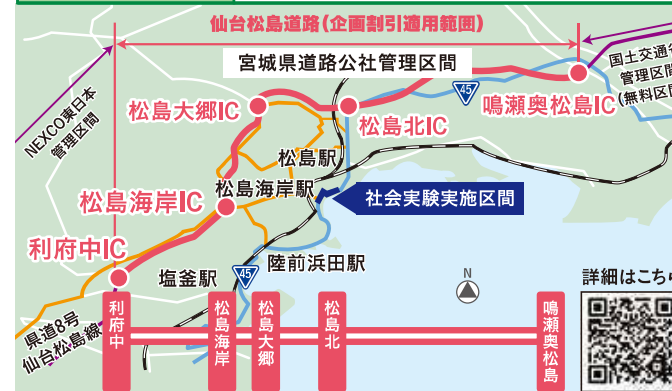 仙台松島道路(企画割引適用範囲)
宮城県道路公社管理区間
国土交通省
管理区間
(無料区間
NEXCO東日本
管理区間
45
松島大郷IC
松島北IC
鳴瀬奥松島IC
松島駅
松島海岸駅
松島海岸IC
社会実験実施区間
利府中IC
塩釜駅
45
陸前浜田駅
N
詳細はこちら
県道8号
仙台松島線
利府中
松島海岸
松島大郷
松島北
鳴瀬奥松島